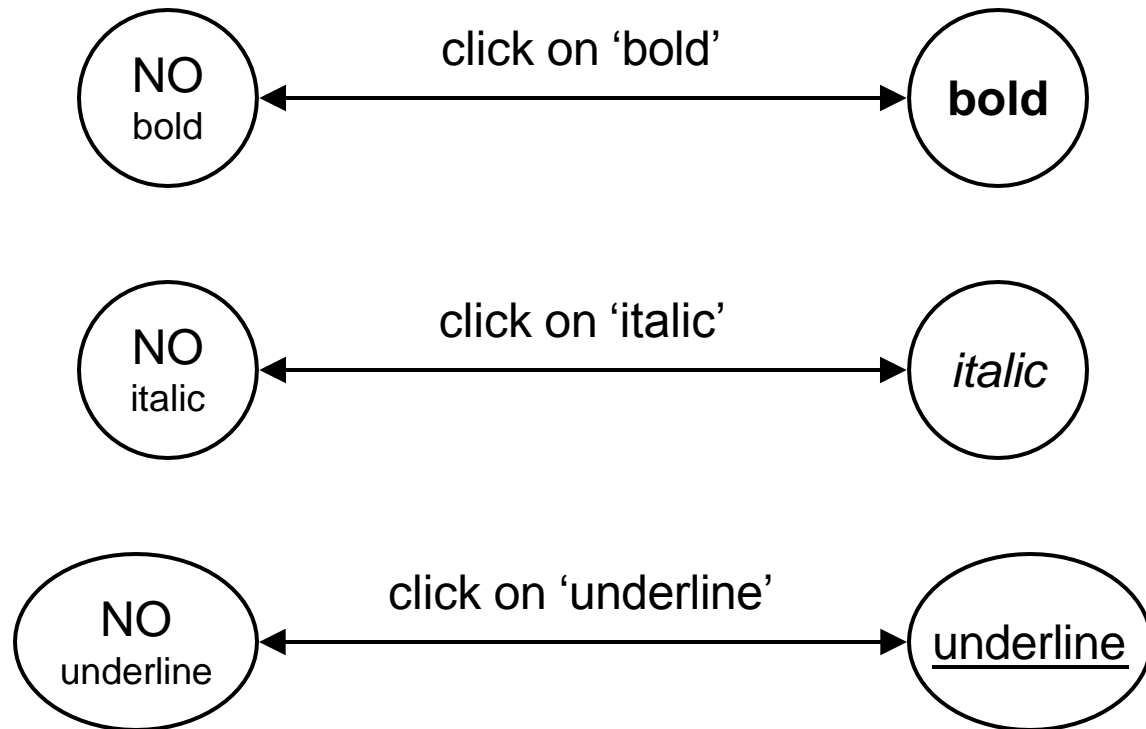 NO
bold
click on ‘bold’
bold
NO
italic
click on ‘italic’
italic
NO
underline
click on ‘underline’
underline